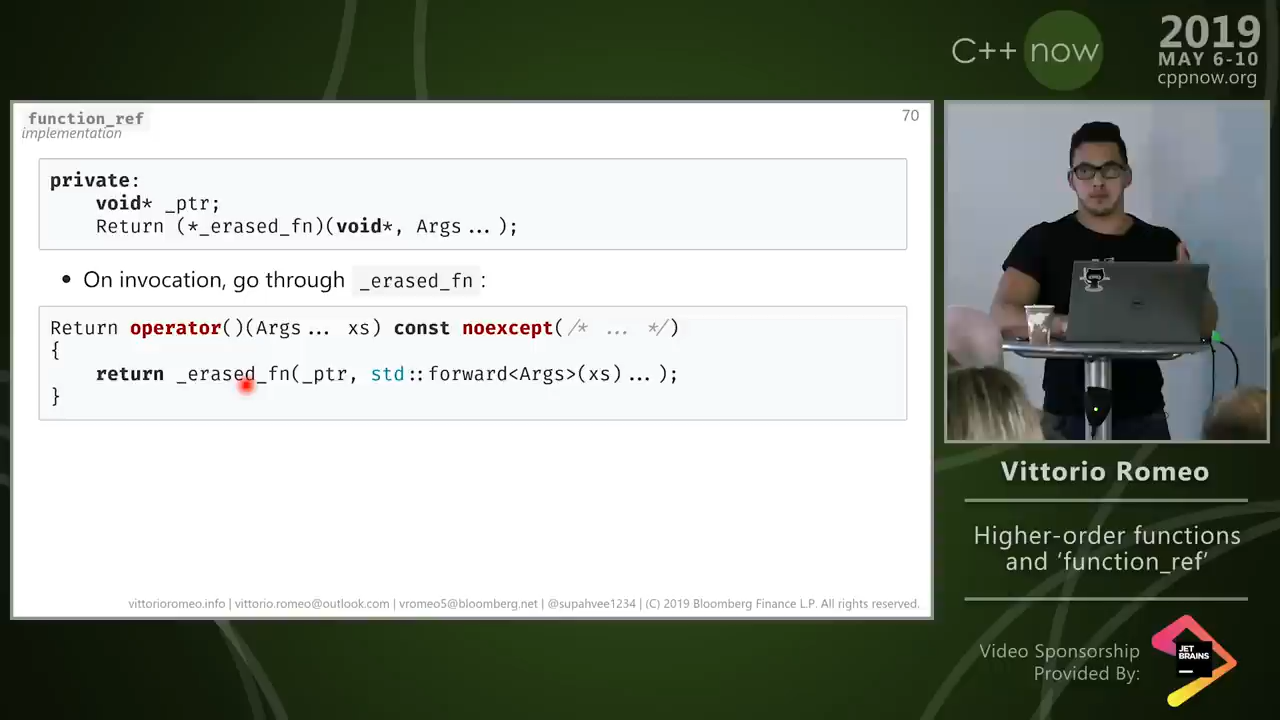 C++ now
2019
MAY 6-10
cppnow.org
function_ref
implementation
70
private:
void* _ptr;
Return (*_erased_fn)(void*, Args...);
• On invocation, go through _erased_fn:
Return operator()(Args... xs) const noexcept(/* ... */)
{
return _erased_fn(_ptr, std::forward<Args>(xs)...);
}
vittorioromeo.info | vittorio.romeo@outlook.com | vromeo5@bloomberg.net | @supahvee1234 | (C) 2019 Bloomberg Finance L.P. All rights reserved.
Vittorio Romeo
Higher-order functions
and ‘function_ref’
Video Sponsorship
Provided By:
JET
BRAINS